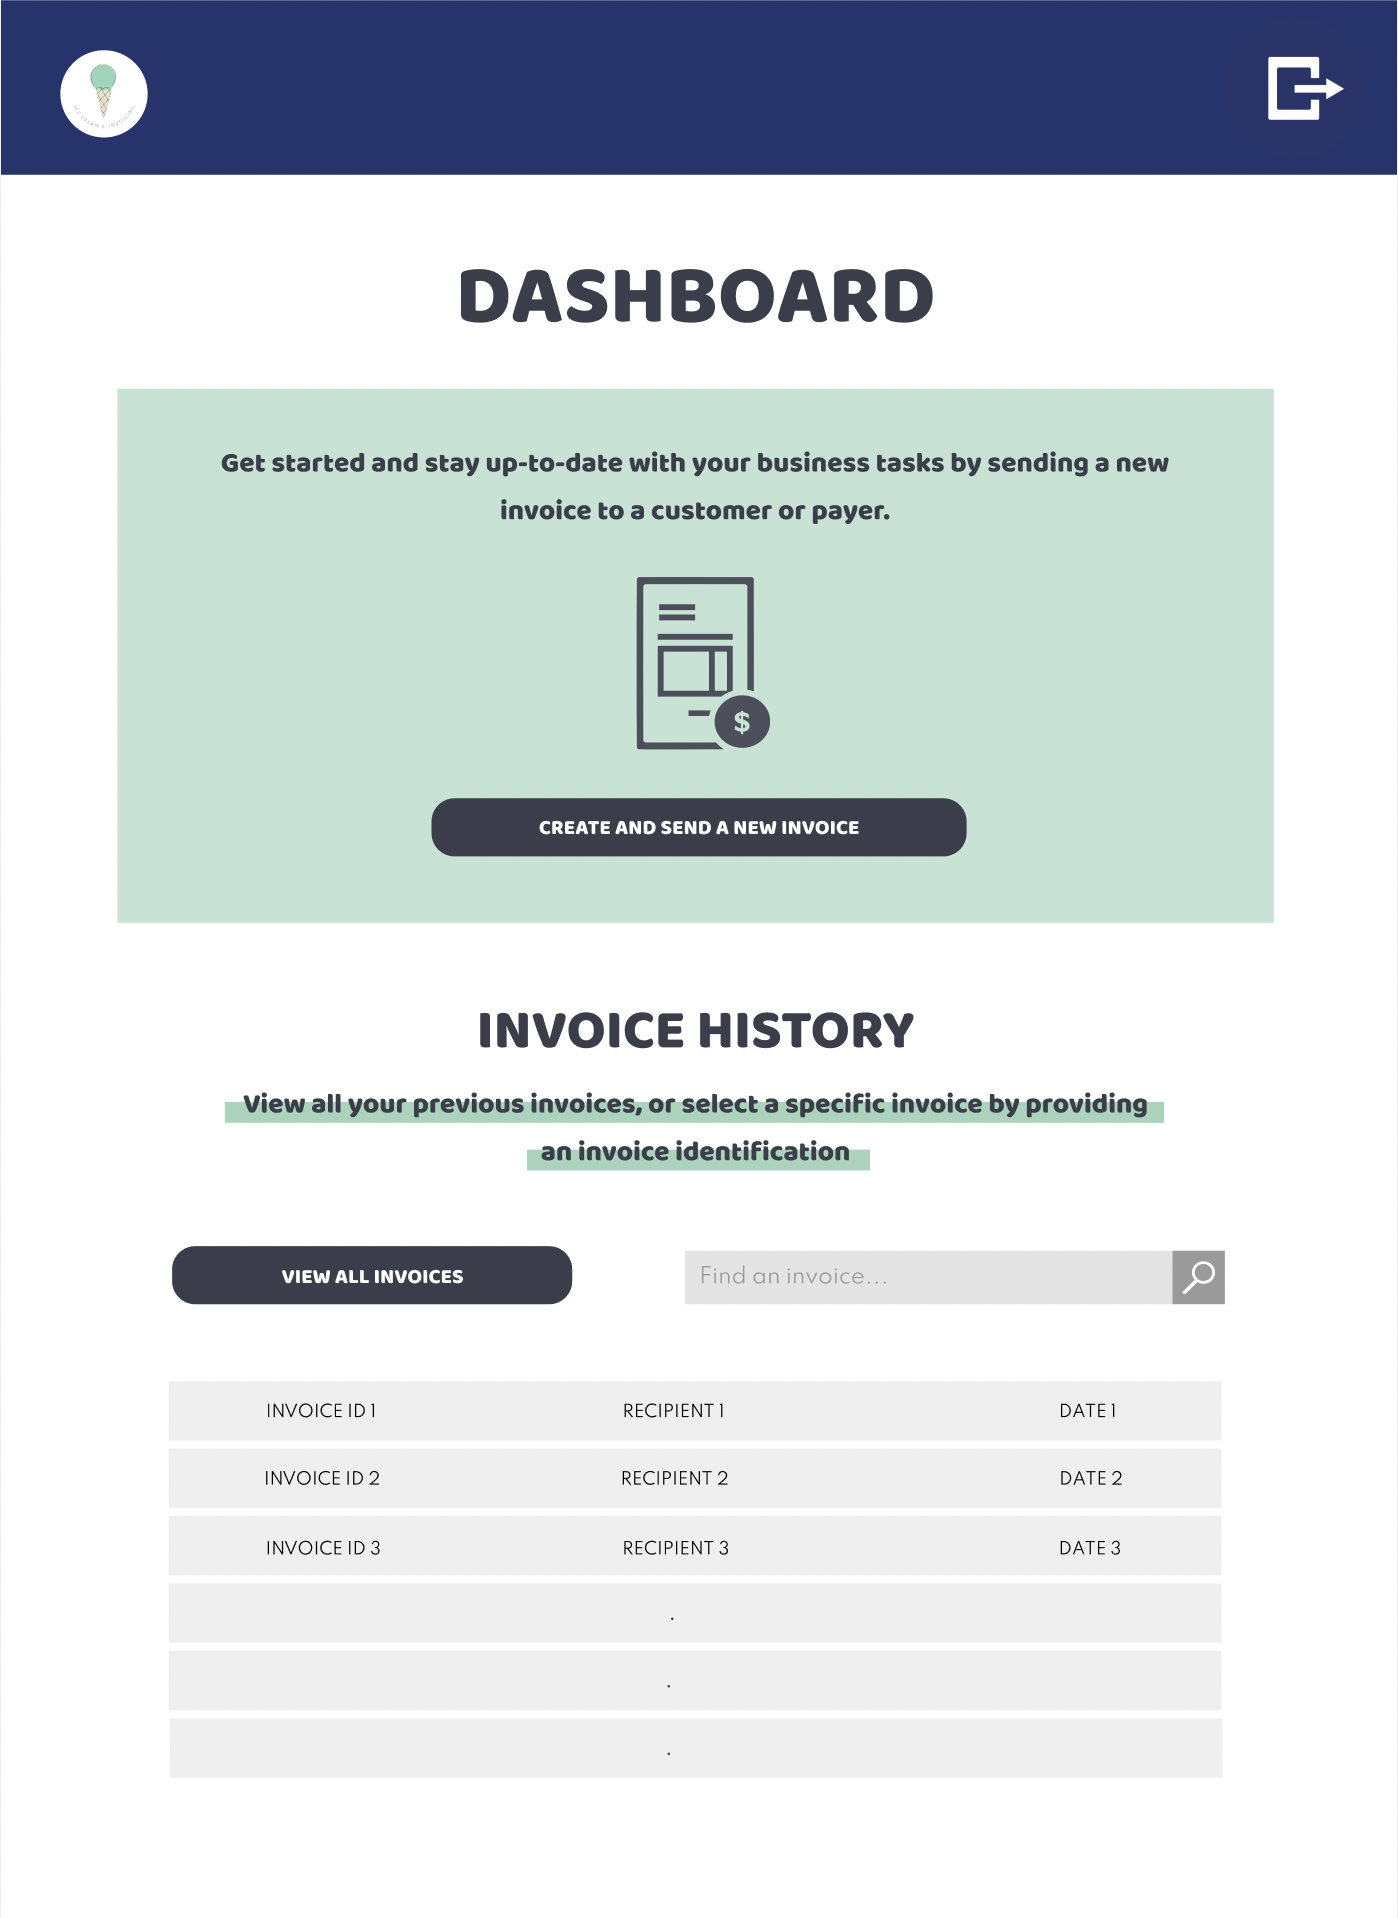 ICE CREAM E-INVOICING
DASHBOARD
Get started and stay up-to-date with your business tasks by sending a new
invoice to a customer or payer.
$
CREATE AND SEND A NEW INVOICE
INVOICE HISTORY
View all your previous invoices, or select a specific invoice by providing
an invoice identification
VIEW ALL INVOICES
Find an invoice...
INVOICE ID 1 RECIPIENT 1 DATE 1
INVOICE ID 2 RECIPIENT 2 DATE 2
INVOICE ID 3 RECIPIENT 3 DATE 3
.
.
.